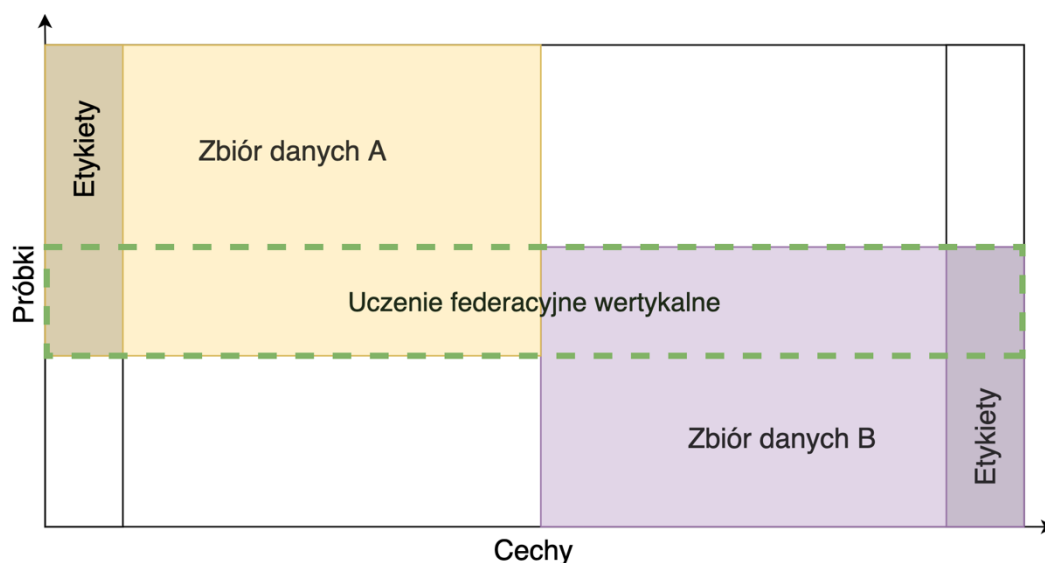 Etykiety
Zbiór danych A
Próbki
Uczenie federacyjne wertykalne
Zbiór danych B
Etykiety
Cechy